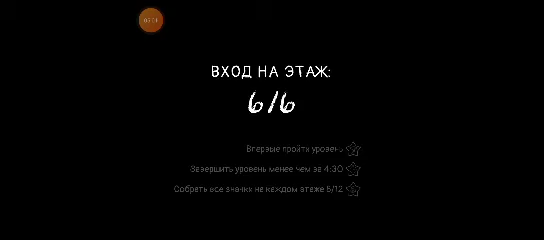 ВХОД НА ЭТАЖ:
6/6
Впервые пройти уровень
Завершить уровень менее чем за 4:30
Собрать все значки на каждом этаже 5/12